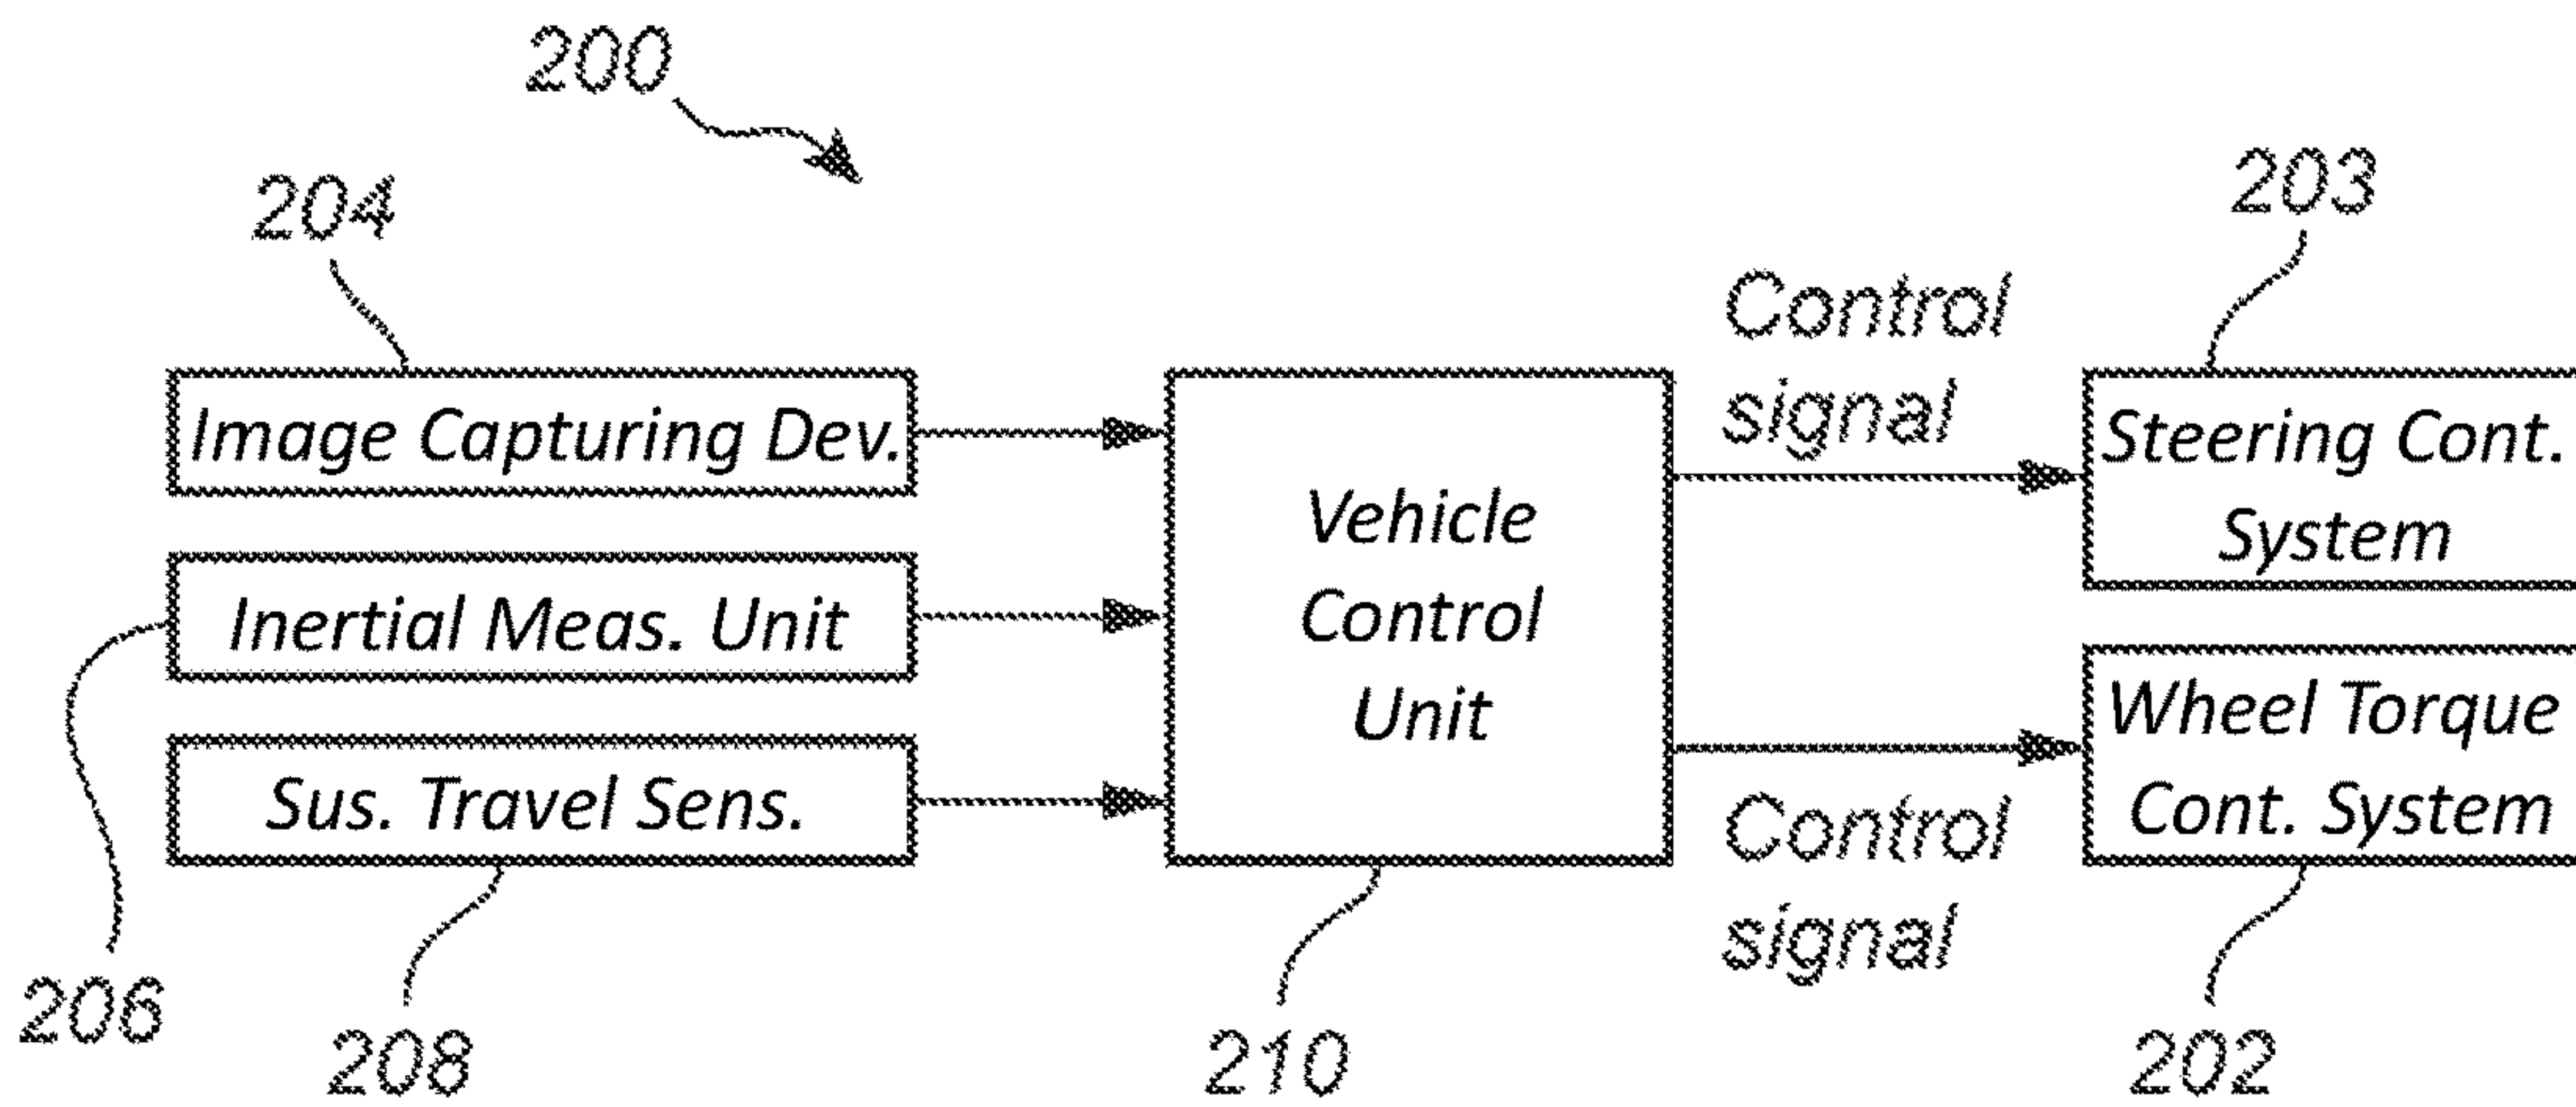 200
204
203
Control
signal
Image Capturing Dev.
Steering Cont.
System
Vehicle
Control
Unit
Inertial Meas. Unit
Wheel Torque
Cont. System
Sus. Travel Sens.
Control
signal
206
208
210
202